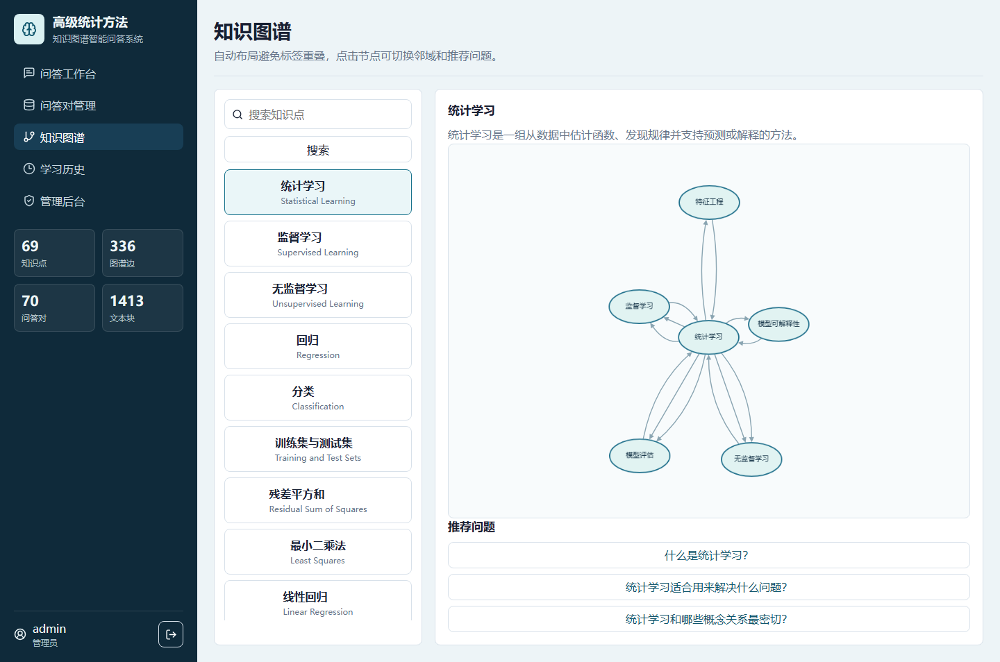 高级统计方法
知识图谱智能问答系统
问答工作台
问答对管理
知识图谱
学习历史
管理后台
69
知识点
336
图谱边
70
问答对
1413
文本块
admin
管理员
知识图谱
自动布局避免标签重叠，点击节点可切换邻域和推荐问题。
搜索知识点
搜索
统计学习
Statistical Learning
监督学习
Supervised Learning
无监督学习
Unsupervised Learning
回归
Regression
分类
Classification
训练集与测试集
Training and Test Sets
残差平方和
Residual Sum of Squares
最小二乘法
Least Squares
线性回归
Linear Regression
统计学习
统计学习是一组从数据中估计函数、发现规律并支持预测或解释的方法。
特征工程
监督学习
模型可解释性
统计学习
模型评估
无监督学习
推荐问题
什么是统计学习？
统计学习适合用来解决什么问题？
统计学习和哪些概念关系最密切？